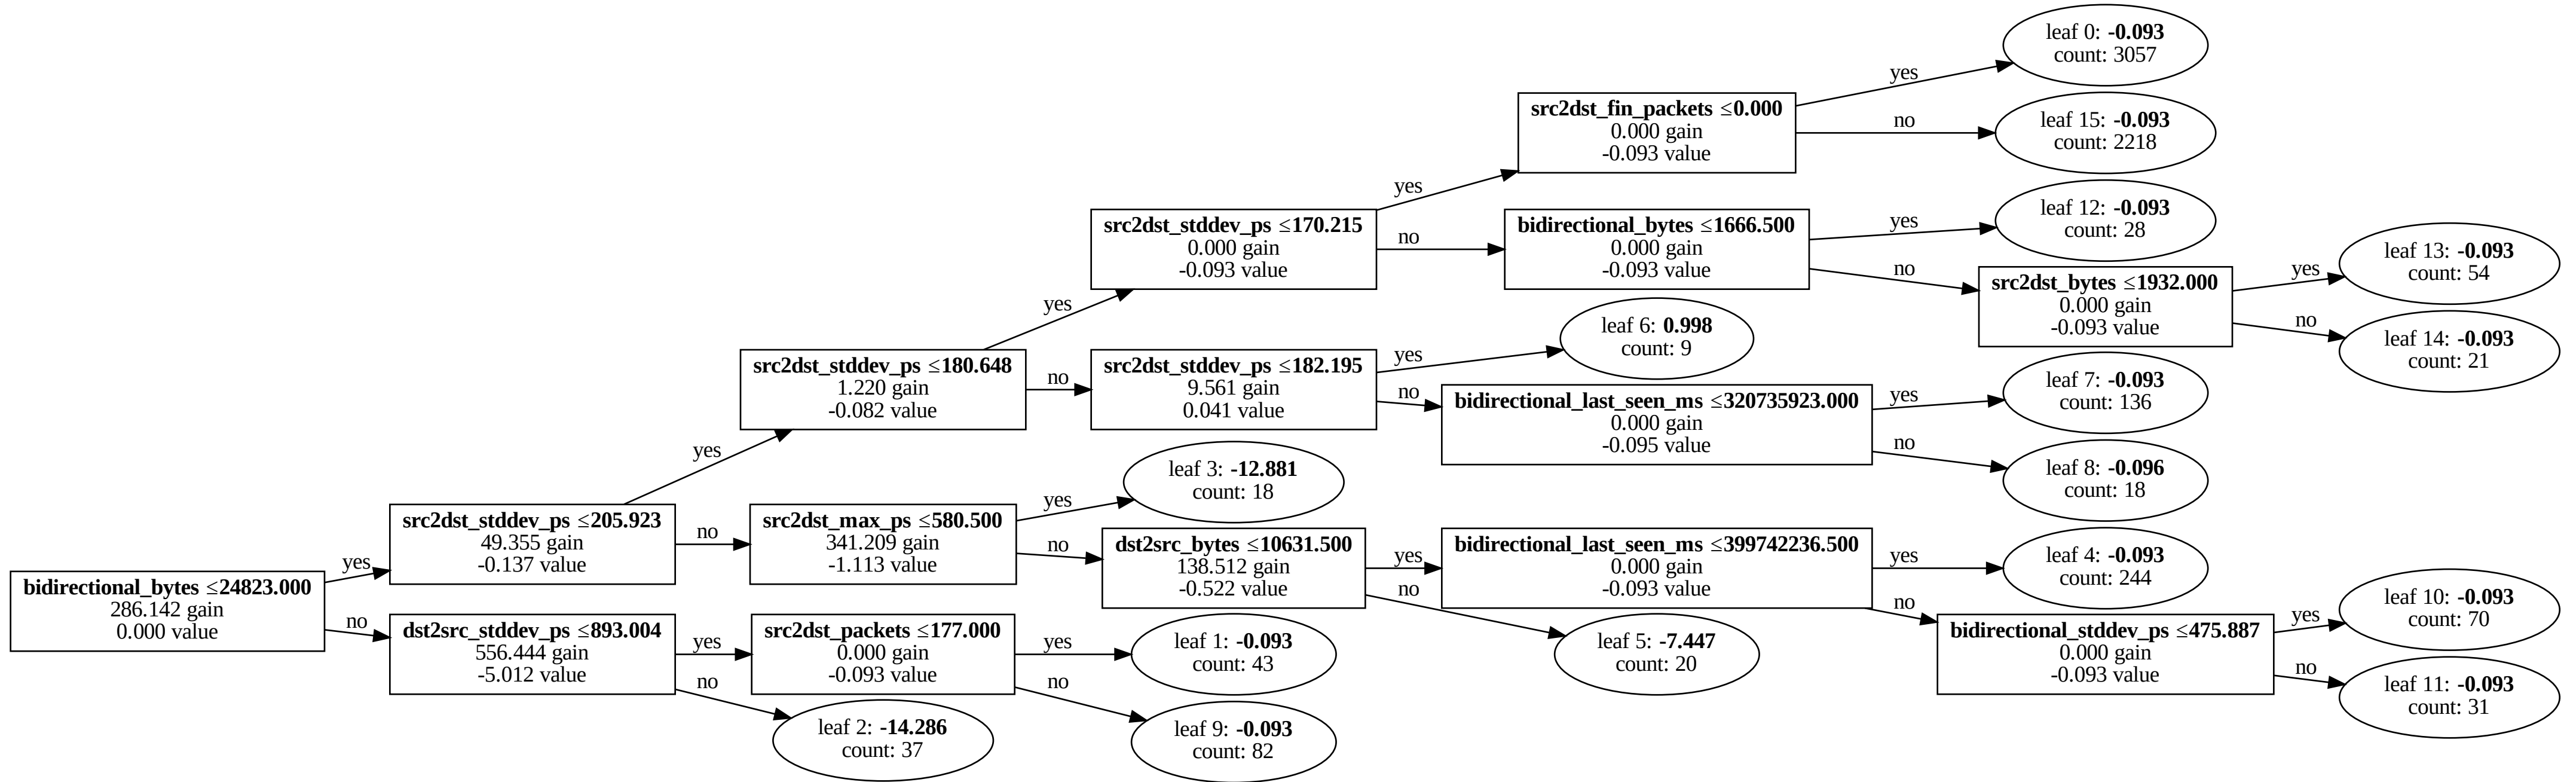 bidirectional_bytes ≤24823.000
286.142 gain
0.000 value
yes
no
src2dst_stddev_ps ≤205.923
49.355 gain
-0.137 value
yes
no
dst2src_stddev_ps ≤893.004
556.444 gain
-5.012 value
yes
no
src2dst_stddev_ps ≤180.648
1.220 gain
-0.082 value
yes
no
src2dst_max_ps ≤580.500
341.209 gain
-1.113 value
yes
no
src2dst_packets ≤177.000
0.000 gain
-0.093 value
yes
no
leaf 2: -14.286
count: 37
src2dst_stddev_ps ≤170.215
0.000 gain
-0.093 value
yes
no
src2dst_stddev_ps ≤182.195
9.561 gain
0.041 value
yes
no
leaf 3: -12.881
count: 18
dst2src_bytes ≤10631.500
138.512 gain
-0.522 value
yes
no
leaf 1: -0.093
count: 43
leaf 9: -0.093
count: 82
src2dst_fin_packets ≤0.000
0.000 gain
-0.093 value
yes
no
bidirectional_bytes ≤1666.500
0.000 gain
-0.093 value
yes
no
leaf 6: 0.998
count: 9
bidirectional_last_seen_ms ≤320735923.000
0.000 gain
-0.095 value
yes
no
bidirectional_last_seen_ms ≤399742236.500
0.000 gain
-0.093 value
yes
no
leaf 5: -7.447
count: 20
leaf 0: -0.093
count: 3057
leaf 15: -0.093
count: 2218
leaf 12: -0.093
count: 28
src2dst_bytes ≤1932.000
0.000 gain
-0.093 value
yes
no
leaf 7: -0.093
count: 136
leaf 8: -0.096
count: 18
leaf 4: -0.093
count: 244
bidirectional_stddev_ps ≤475.887
0.000 gain
-0.093 value
yes
no
leaf 13: -0.093
count: 54
leaf 14: -0.093
count: 21
leaf 10: -0.093
count: 70
leaf 11: -0.093
count: 31